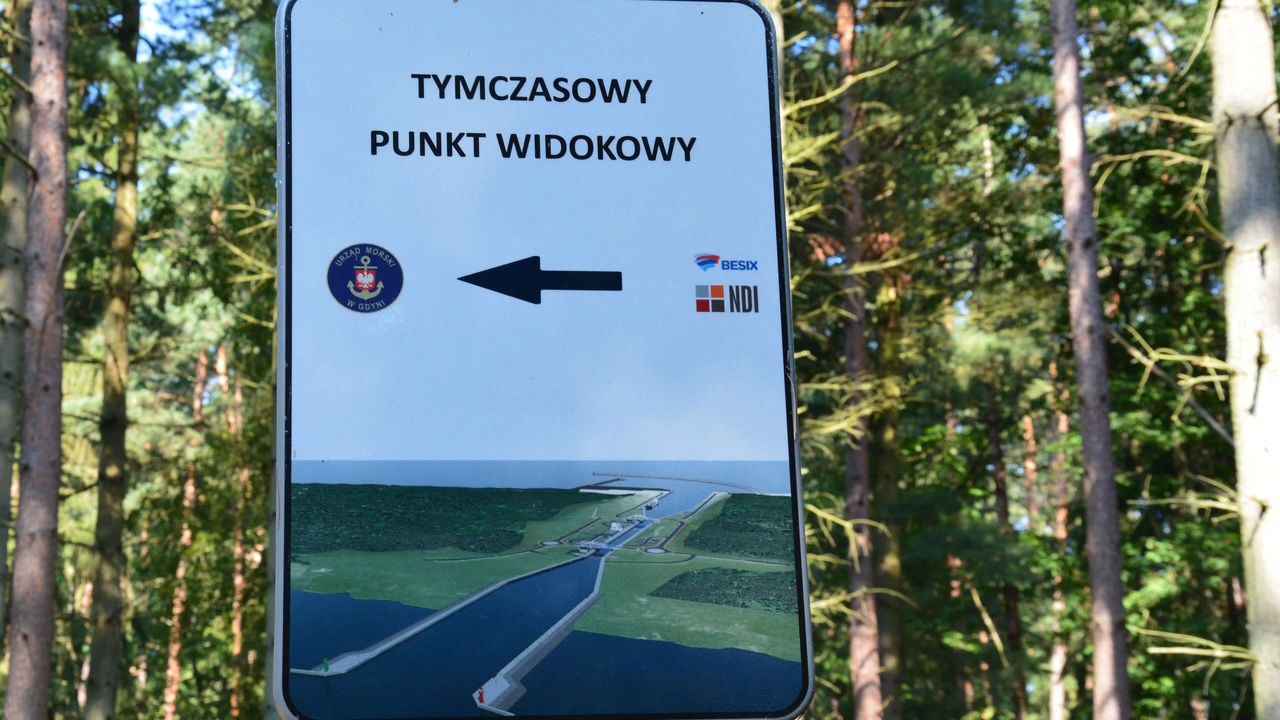 TYMCZASOWY
PUNKT WIDOKOWY
URZĄD MORSKI
W GDYNI
BESIX
NDI